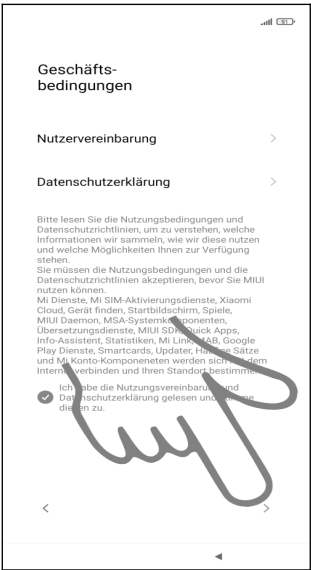 51
Geschäfts-
bedingungen
Nutzervereinbarung
Datenschutzerklärung
Bitte lesen Sie die Nutzungsbedingungen und
Datenschutzrichtlinien, um zu verstehen, welche
Informationen wir sammeln, wie wir diese nutzen
und welche Möglichkeiten Ihnen zur Verfügung
stehen.
Sie müssen die Nutzungsbedingungen und die
Datenschutzrichtlinien akzeptieren, bevor Sie MIUI
nutzen können.
Mi Dienste, Mi SIM-Aktivierungsdienste, Xiaomi
Cloud, Gerät finden, Startbildschirm, Spiele,
MIUI Daemon, MSA-Systemkomponenten,
Übersetzungsdienste, MIUI SDK, Quick Apps,
Info-Assistent, Statistiken, Mi Link, MAB, Google
Play Dienste, Smartcards, Updater, Sätze
und Mi Konto-Komponeneten werden sich mit dem
Internet verbinden und Ihren Standort bestimmen.
Ich habe die Nutzungsvereinbarung und
Datenschutzerklärung gelesen und stimme
diesen zu.